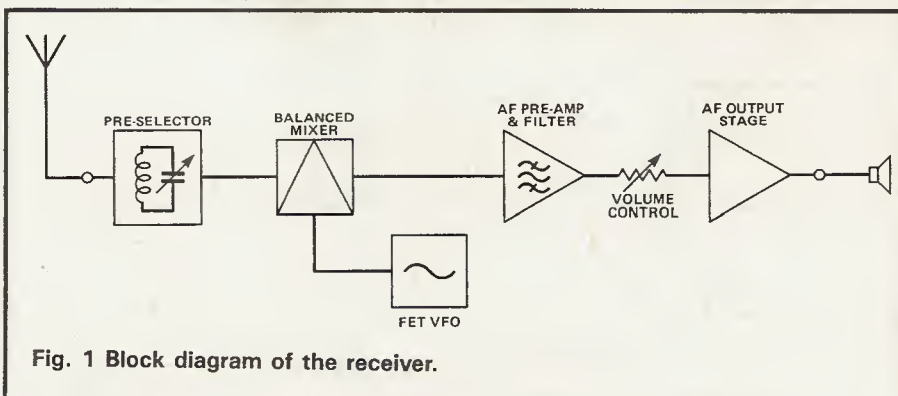 PRE-SELECTOR
BALANCED
MIXER
AF PRE-AMP
& FILTER
AF OUTPUT
STAGE
VOLUME
CONTROL
FET VFO
Fig. 1 Block diagram of the receiver.